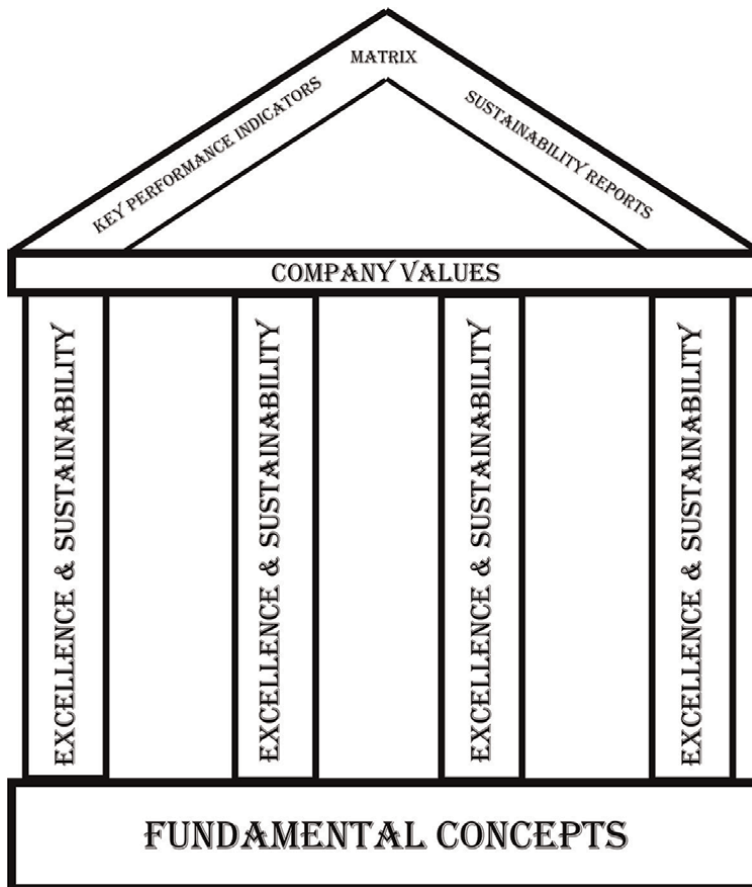 MATRIX
KEY PERFORMANCE INDICATORS
SUSTAINABILITY REPORTS
COMPANY VALUES
EXCELLENCE & SUSTAINABILITY
EXCELLENCE & SUSTAINABILITY
EXCELLENCE & SUSTAINABILITY
EXCELLENCE & SUSTAINABILITY
FUNDAMENTAL CONCEPTS